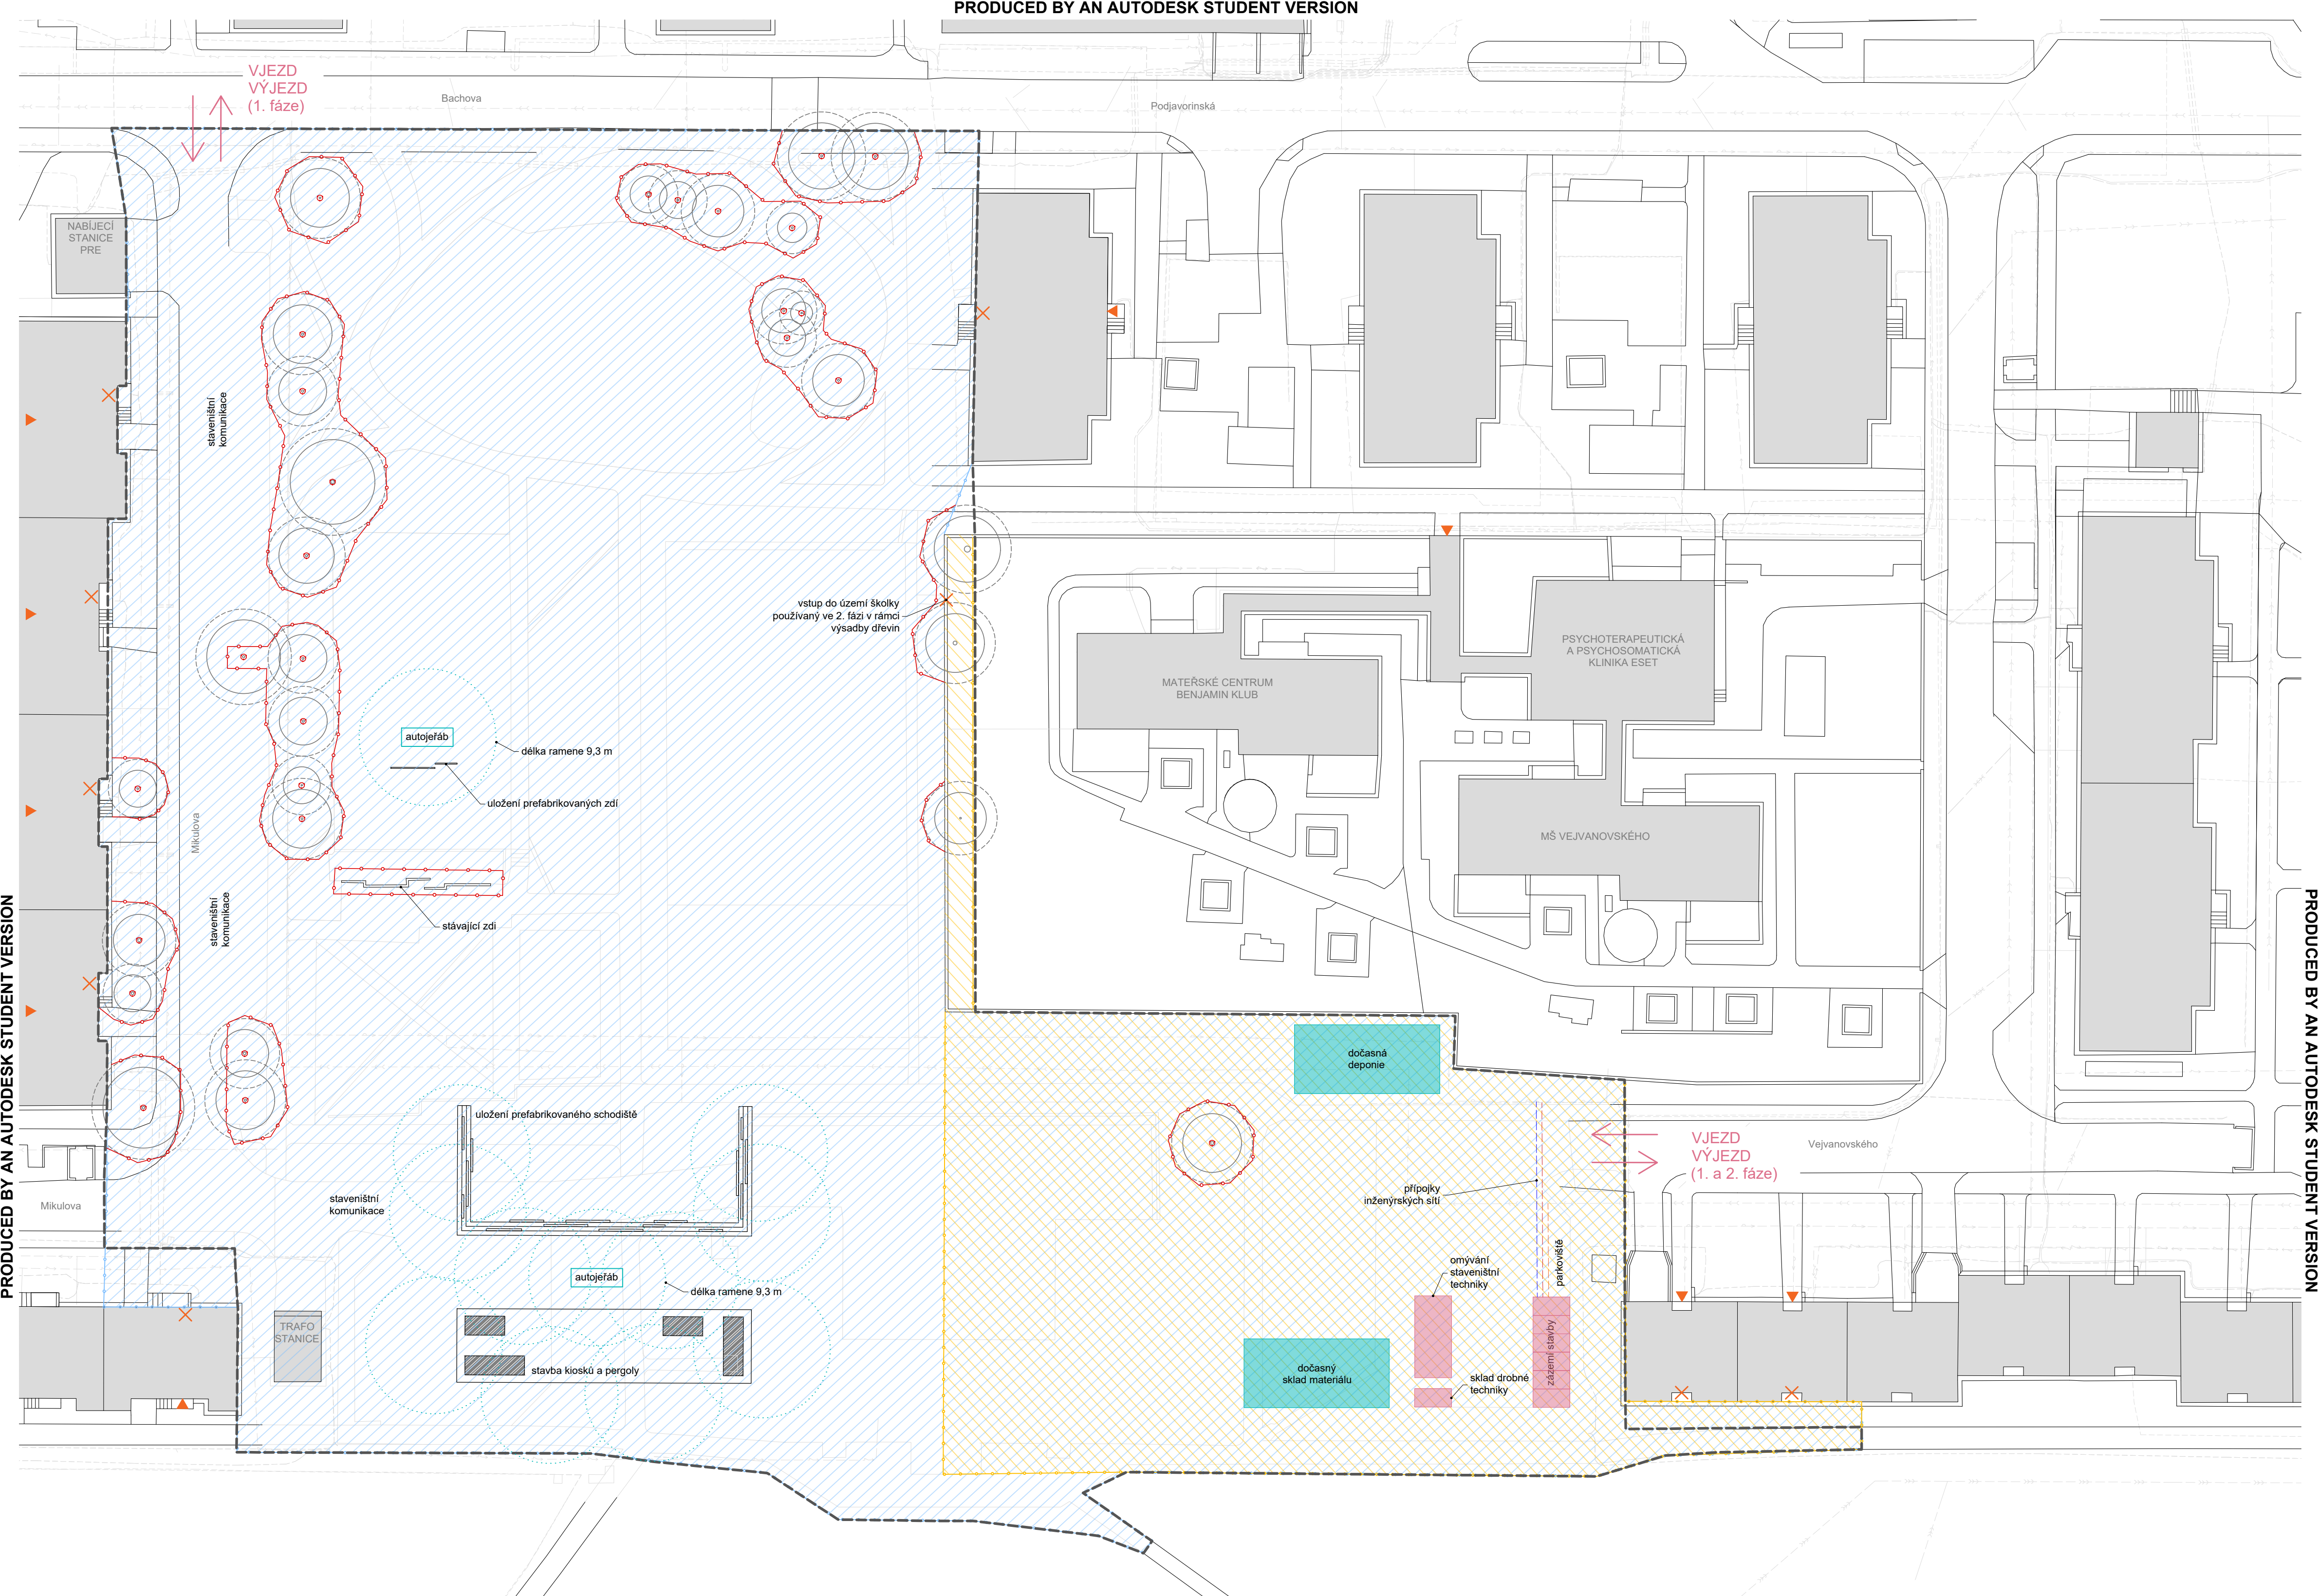 PRODUCED BY AN AUTODESK STUDENT VERSION
VJEZD
VÝJEZD
(1. fáze)
Bachova
Podjavorinská
NABÍJECÍ
STANICE
PRE
staveništní
komunikace
vstup do území školky
používaný ve 2. fázi v rámci
výsadby dřevin
PSYCHOTERAPEUTICKÁ
A PSYCHOSOMATICKÁ
KLINIKA ESET
MATEŘSKÉ CENTRUM
BENJAMIN KLUB
autojeřáb
délka ramene 9,3 m
uložení prefabrikovaných zdí
Mikulova
MŠ VEJVANOVSKÉHO
staveništní
komunikace
stávající zdi
PRODUCED BY AN AUTODESK STUDENT VERSION
PRODUCED BY AN AUTODESK STUDENT VERSION
dočasná
deponie
uložení prefabrikovaného schodiště
VJEZD
VÝJEZD
(1. a 2. fáze)
Vejvanovského
přípojky
inženýrských sítí
staveništní
komunikace
Mikulova
omývání
staveništní
techniky
parkoviště
autojeřáb
délka ramene 9,3 m
TRAFO
STANICE
stavba kiosků a pergoly
dočasný
sklad materiálu
sklad drobné
techniky
zázemí stavby